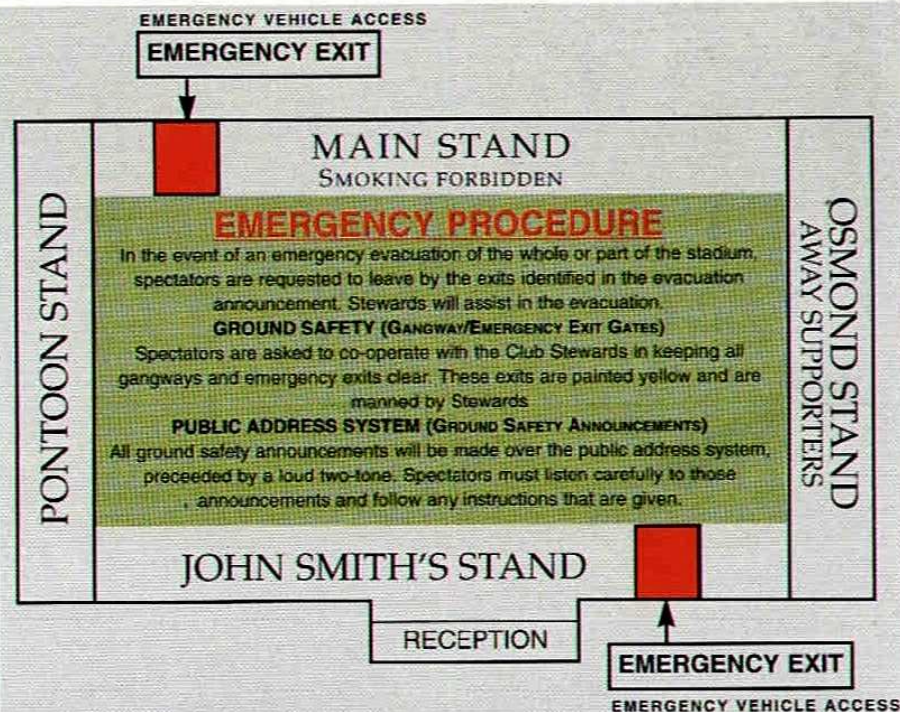 EMERGENCY VEHICLE ACCESS
EMERGENCY EXIT
MAIN STAND
SMOKING FORBIDDEN
PONTOON STAND
EMERGENCY PROCEDURE
In the event of an emergency evacuation of the whole or part of the stadium,
spectators are requested to leave by the exits identified in the evacuation
announcement. Stewards will assist in the evacuation.
GROUND SAFETY (GANGWAY/EMERGENCY EXIT GATES)
Spectators are asked to co-operate with the Club Stewards in keeping all
gangways and emergency exits clear. These exits are painted yellow and are
manned by Stewards
PUBLIC ADDRESS SYSTEM (GROUND SAFETY ANNOUNCEMENTS)
All ground safety announcements will be made over the public address system,
preceeded by a loud two-tone. Spectators must listen carefully to those
announcements and follow any instructions that are given.
OSMOND STAND
AWAY SUPPORTERS
JOHN SMITH'S STAND
RECEPTION
EMERGENCY EXIT
EMERGENCY VEHICLE ACCESS